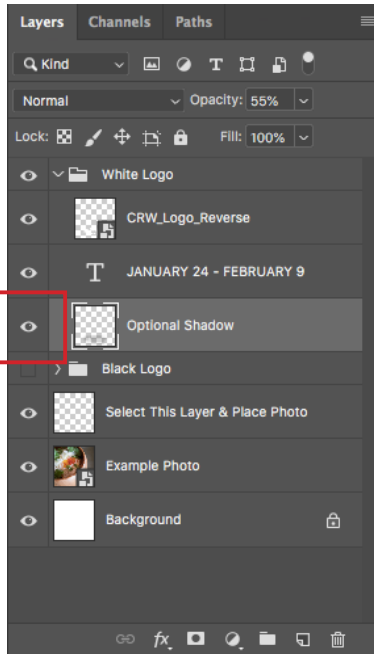 Layers Channels Paths
Kind T
Normal Opacity: 55%
Lock: Fill: 100%
White Logo
CRW_Logo_Reverse
T JANUARY 24 - FEBRUARY 9
Optional Shadow
Black Logo
Select This Layer & Place Photo
Example Photo
Background
fx